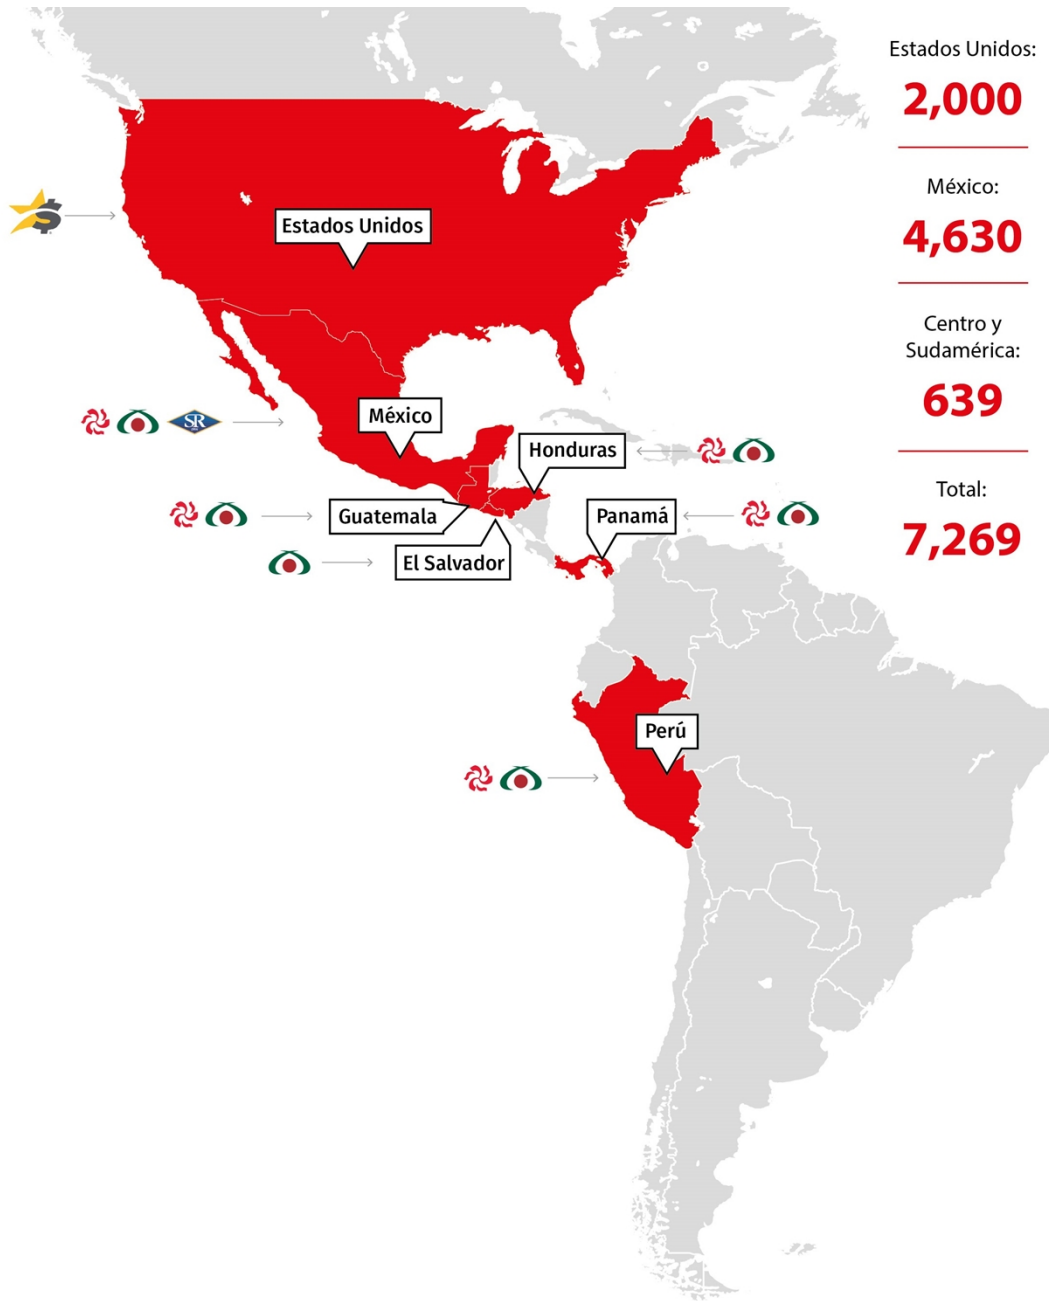 Estados Unidos:
2,000
México:
4,630
Centro y
Sudamérica:
639
Total:
7,269
Estados Unidos
México
SR
Honduras
Guatemala
Panamá
El Salvador
Perú